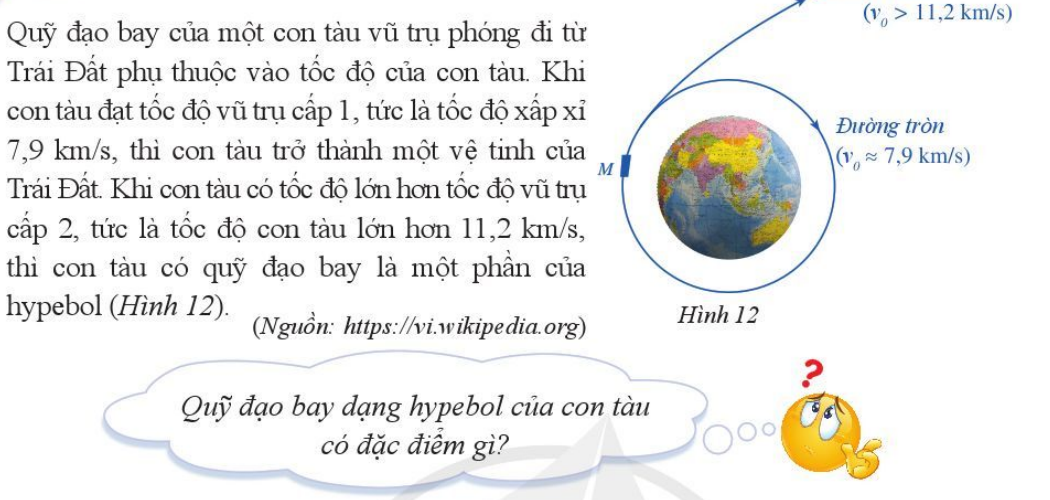 Quỹ đạo bay của một con tàu vũ trụ phóng đi từ
Trái Đất phụ thuộc vào tốc độ của con tàu. Khi
con tàu đạt tốc độ vũ trụ cấp 1, tức là tốc độ xấp xỉ
7,9 km/s, thì con tàu trở thành một vệ tinh của
Trái Đất. Khi con tàu có tốc độ lớn hơn tốc độ vũ trụ
cấp 2, tức là tốc độ con tàu lớn hơn 11,2 km/s,
thì con tàu có quỹ đạo bay là một phần của
hypebol (Hình 12).
(Nguồn: https://vi.wikipedia.org)
(v₀ > 11,2 km/s)
Đường tròn
(v₀ ≈ 7,9 km/s)
M
Hình 12
Quỹ đạo bay dạng hypebol của con tàu
có đặc điểm gì?
?